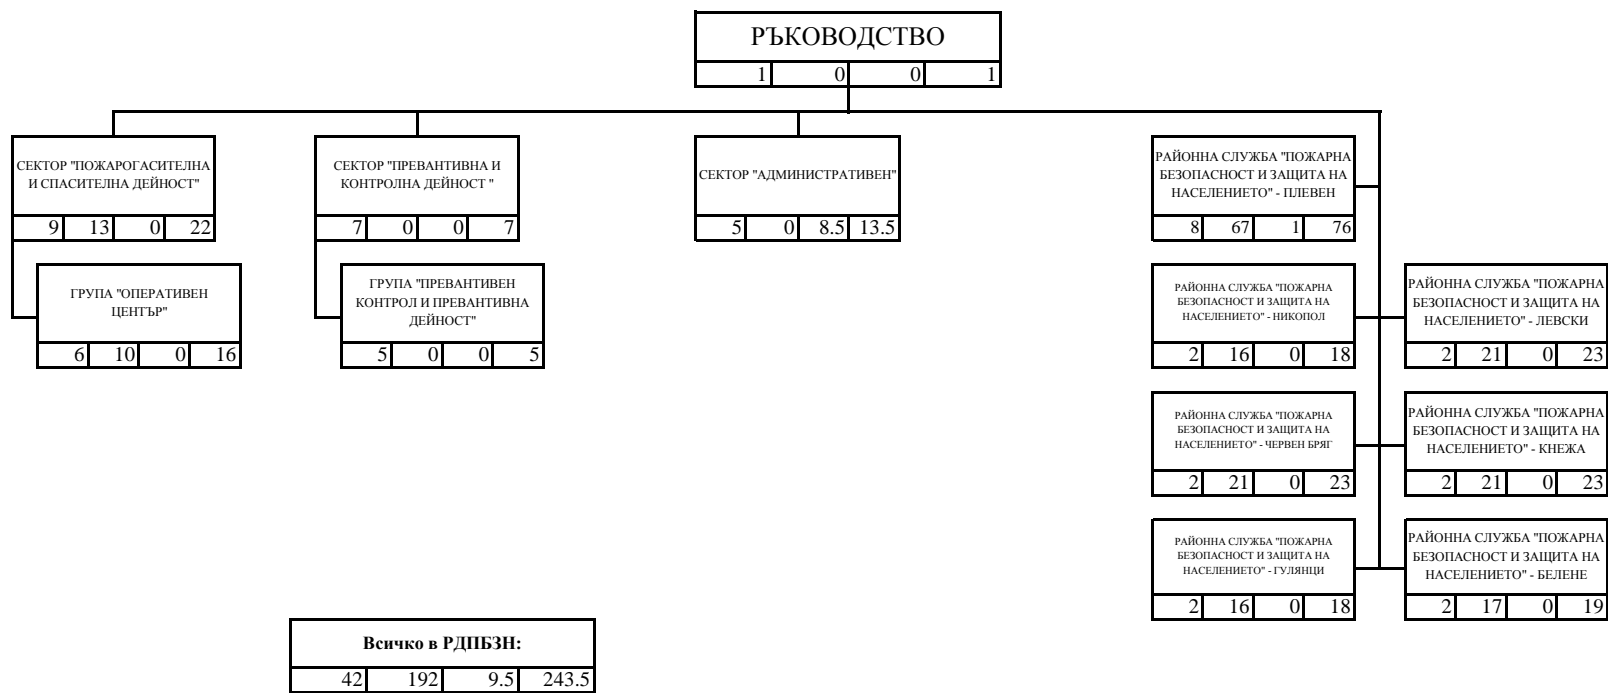 РЪКОВОДСТВО
1 0 0 1
СЕКТОР "ПОЖАРОГАСИТЕЛНА
И СПАСИТЕЛНА ДЕЙНОСТ"
9 13 0 22
ГРУПА "ОПЕРАТИВЕН
ЦЕНТЪР"
6 10 0 16
СЕКТОР "ПРЕВАНТИВНА И
КОНТРОЛНА ДЕЙНОСТ "
7 0 0 7
ГРУПА "ПРЕВАНТИВЕН
КОНТРОЛ И ПРЕВАНТИВНА
ДЕЙНОСТ"
5 0 0 5
СЕКТОР "АДМИНИСТРАТИВЕН"
5 0 8.5 13.5
РАЙОННА СЛУЖБА "ПОЖАРНА
БЕЗОПАСНОСТ И ЗАЩИТА НА
НАСЕЛЕНИЕТО" - ПЛЕВЕН
8 67 1 76
РАЙОННА СЛУЖБА "ПОЖАРНА
БЕЗОПАСНОСТ И ЗАЩИТА НА
НАСЕЛЕНИЕТО" - НИКОПОЛ
2 16 0 18
РАЙОННА СЛУЖБА "ПОЖАРНА
БЕЗОПАСНОСТ И ЗАЩИТА НА
НАСЕЛЕНИЕТО" - ЛЕВСКИ
2 21 0 23
РАЙОННА СЛУЖБА "ПОЖАРНА
БЕЗОПАСНОСТ И ЗАЩИТА НА
НАСЕЛЕНИЕТО" - ЧЕРВЕН БРЯГ
2 21 0 23
РАЙОННА СЛУЖБА "ПОЖАРНА
БЕЗОПАСНОСТ И ЗАЩИТА НА
НАСЕЛЕНИЕТО" - КНЕЖА
2 21 0 23
РАЙОННА СЛУЖБА "ПОЖАРНА
БЕЗОПАСНОСТ И ЗАЩИТА НА
НАСЕЛЕНИЕТО" - ГУЛЯНЦИ
2 16 0 18
РАЙОННА СЛУЖБА "ПОЖАРНА
БЕЗОПАСНОСТ И ЗАЩИТА НА
НАСЕЛЕНИЕТО" - БЕЛЕНЕ
2 17 0 19
Всичко в РДПБЗН:
42 192 9.5 243.5